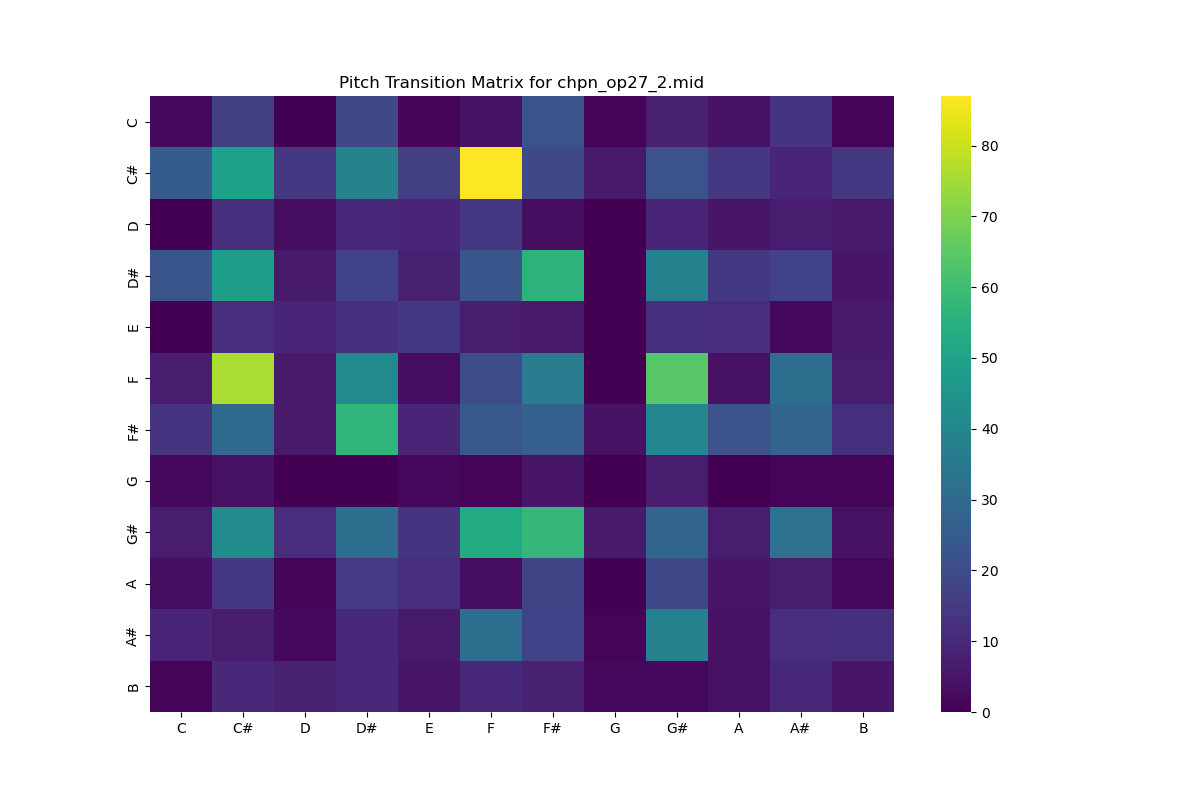 Pitch Transition Matrix for chpn_op27_2.mid
C
C#
D
D#
E
F
F#
G
G#
A
A#
B
C C# D D# E F F# G G# A A# B
80
70
60
50
40
30
20
10
0